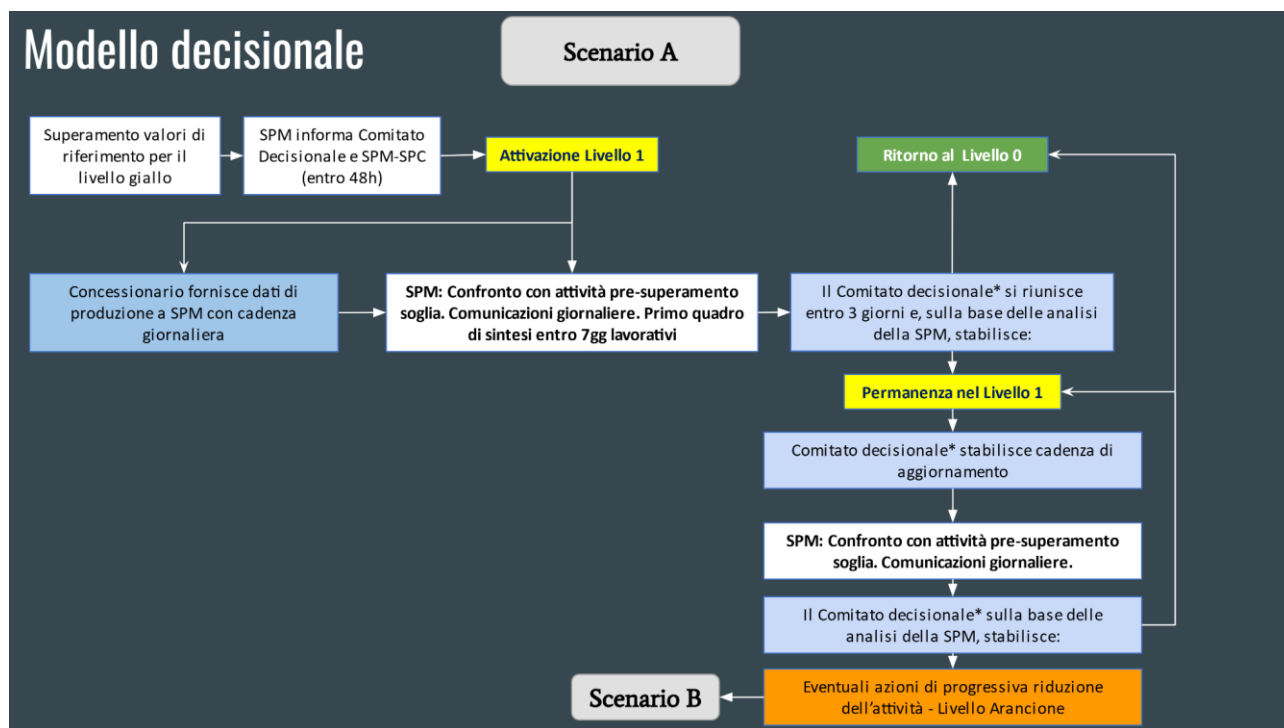 Modello decisionale
Scenario A
Superamento valori di
riferimento per il
livello giallo
SPM informa Comitato
Decisionale e SPM-SPC
(entro 48h)
Attivazione Livello 1
Ritorno al Livello 0
Concessionario fornisce dati di
produzione a SPM con cadenza
giornaliera
SPM: Confronto con attività pre-superamento
soglia. Comunicazioni giornaliere. Primo quadro
di sintesi entro 7gg lavorativi
Il Comitato decisionale* si riunisce
entro 3 giorni e, sulla base delle analisi
della SPM, stabilisce:
Permanenza nel Livello 1
Comitato decisionale* stabilisce cadenza di
aggiornamento
SPM: Confronto con attività pre-superamento
soglia. Comunicazioni giornaliere.
Il Comitato decisionale* sulla base delle
analisi della SPM, stabilisce:
Eventuali azioni di progressiva riduzione
dell'attività - Livello Arancione
Scenario B